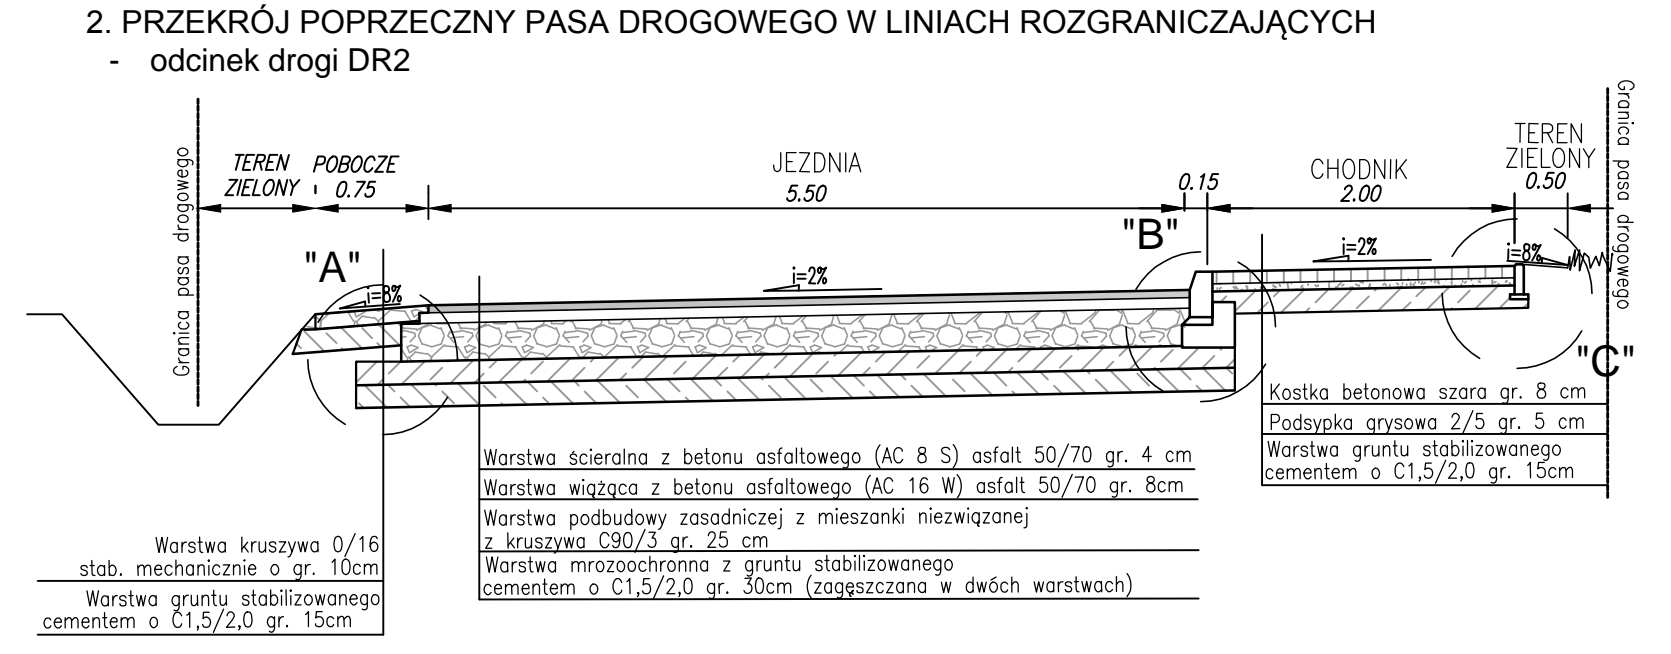 2. PRZEKRÓJ POPRZECZNY PASA DROGOWEGO W LINIACH ROZGRANICZAJĄCYCH
- odcinek drogi DR2
Granica pasa drogowego
TEREN
ZIELONY
POBOCZE
0.75
JEZDNIA
5.50
0.15
CHODNIK
2.00
TEREN
ZIELONY
0.50
Granica pasa drogowego
"A"
i=8%
i=2%
"B"
i=2%
i=8%
"C"
Kostka betonowa szara gr. 8 cm
Podsypka grysowa 2/5 gr. 5 cm
Warstwa gruntu stabilizowanego
cementem o C1,5/2,0 gr. 15cm
Warstwa ścieralna z betonu asfaltowego (AC 8 S) asfalt 50/70 gr. 4 cm
Warstwa wiążąca z betonu asfaltowego (AC 16 W) asfalt 50/70 gr. 8cm
Warstwa podbudowy zasadniczej z mieszanki niezwiązanej
z kruszywa C90/3 gr. 25 cm
Warstwa mrozoochronna z gruntu stabilizowanego
cementem o C1,5/2,0 gr. 30cm (zagęszczana w dwóch warstwach)
Warstwa kruszywa 0/16
stab. mechanicznie o gr. 10cm
Warstwa gruntu stabilizowanego
cementem o C1,5/2,0 gr. 15cm